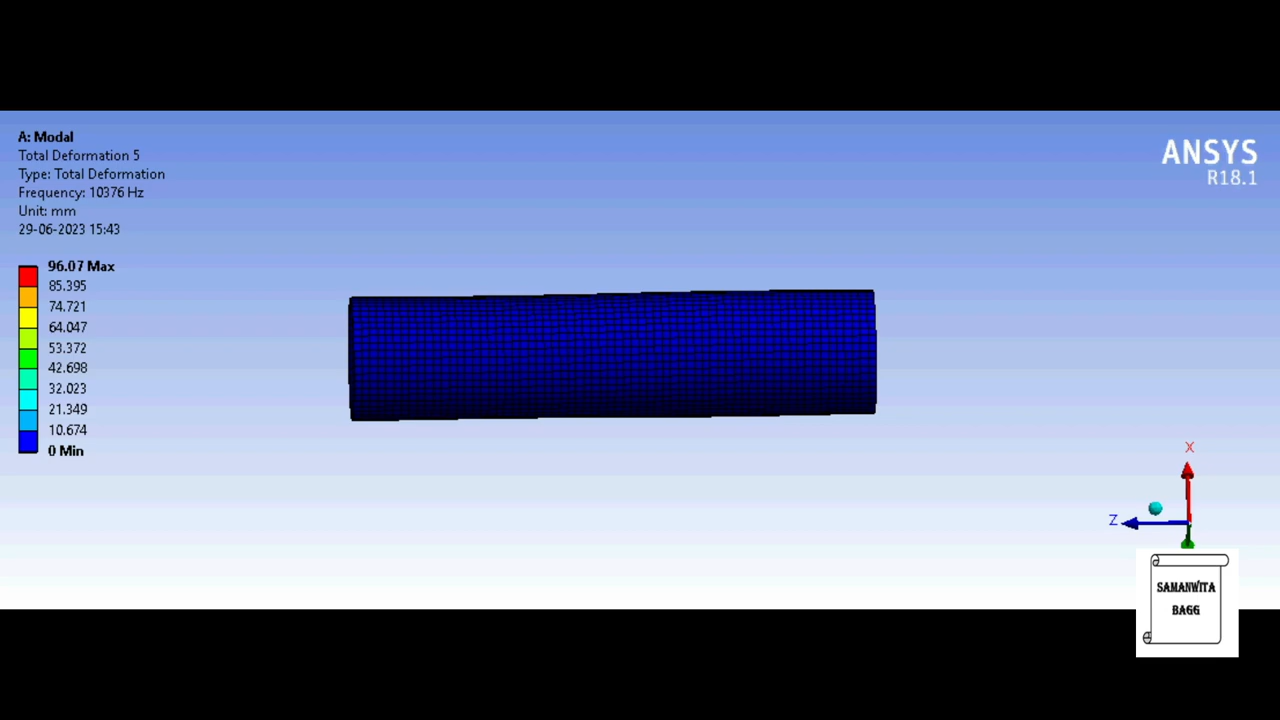 A: Modal
Total Deformation 5
Type: Total Deformation
Frequency: 10376 Hz
Unit: mm
29-06-2023 15:43
96.07 Max
85.395
74.721
64.047
53.372
42.698
32.023
21.349
10.674
0 Min
ANSYS
R18.1
X
Z
SAMANWITA
BAGG